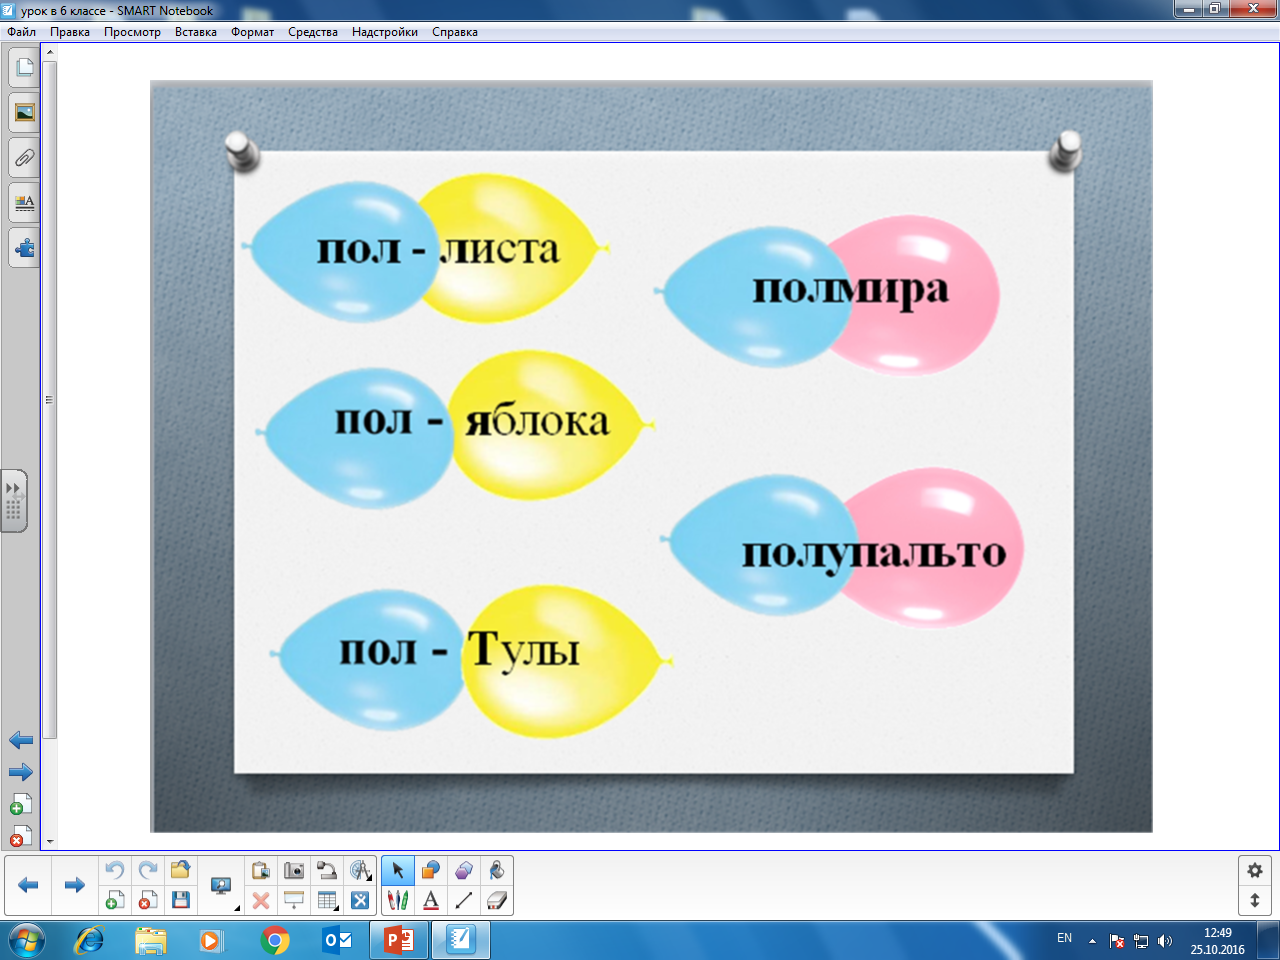 урок в 6 классе - SMART Notebook
Файл Правка Просмотр Вставка Формат Средства Надстройки Справка
пол - листа
полмира
пол - яблока
полупальто
пол - Тулы
EN
12:49
25.10.2016